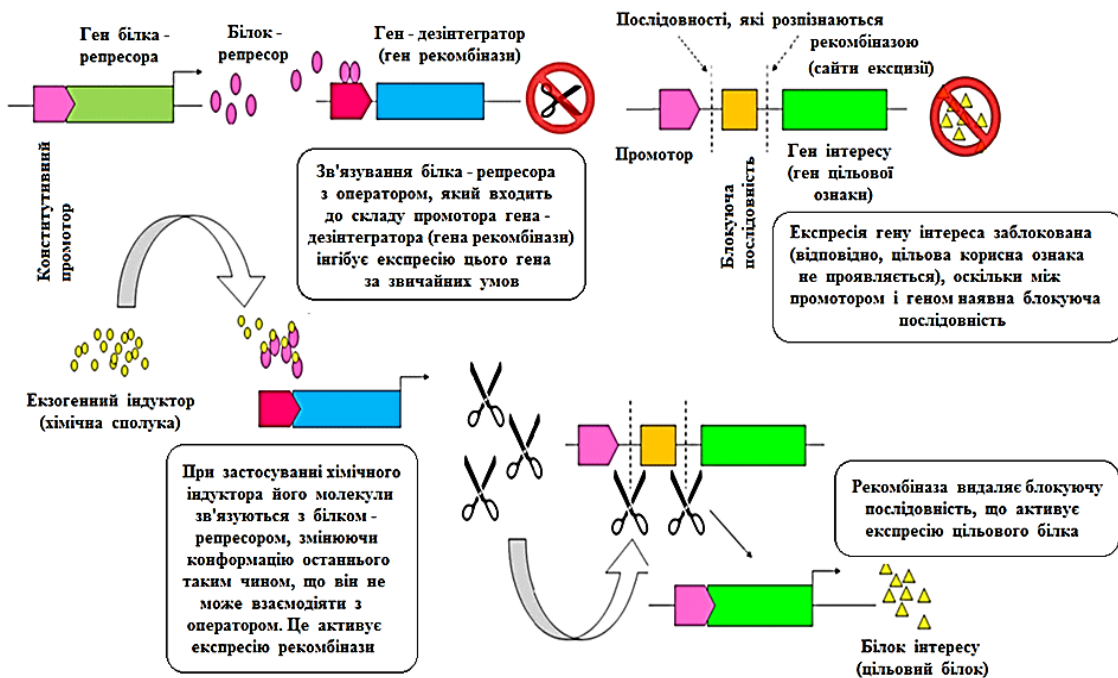 Ген білка -
репресора
Білок -
репресор
Ген - дезінтегратор
(ген рекомбінази)
Послідовності, які розпізнаються
рекомбіназою
(сайти ексцизії)
Конститутивний
промотор
Зв'язування білка - репресора
з оператором, який входить
до складу промотора гена -
дезінтегратора (гена рекомбінази)
інгібує експресію цього гена
за звичайних умов
Промотор
Блокуюча
послідовність
Ген інтересу
(ген цільової
ознаки)
Експресія гену інтереса заблокована
(відповідно, цільова корисна ознака
не проявляється), оскільки між
промотором і геном наявна блокуюча
послідовність
Екзогенний індуктор
(хімічна сполука)
При застосуванні хімічного
індуктора його молекули
зв'язуються з білком -
репресором, змінюючи
конформацію останнього
таким чином, що він не
може взаємодіяти з
оператором. Це активує
експресію рекомбінази
Рекомбіназа видаляє блокуючу
послідовність, що активує
експресію цільового білка
Білок інтересу
(цільовий білок)